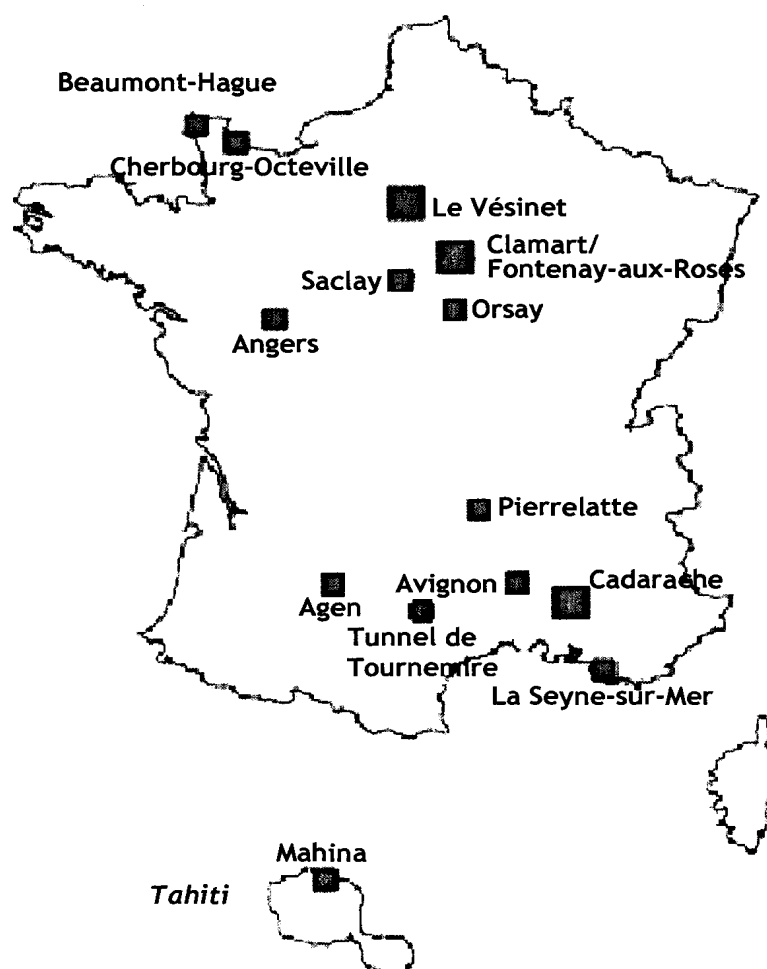 Beaumont-Hague
Cherbourg-Octeville
Le Vésinet
Clamart/
Fontenay-aux-Roses
Saclay
Orsay
Angers
Pierrelatte
Avignon
Cadarache
Agen
Tunnel de
Tournemire
La Seyne-sur-Mer
Mahina
Tahiti